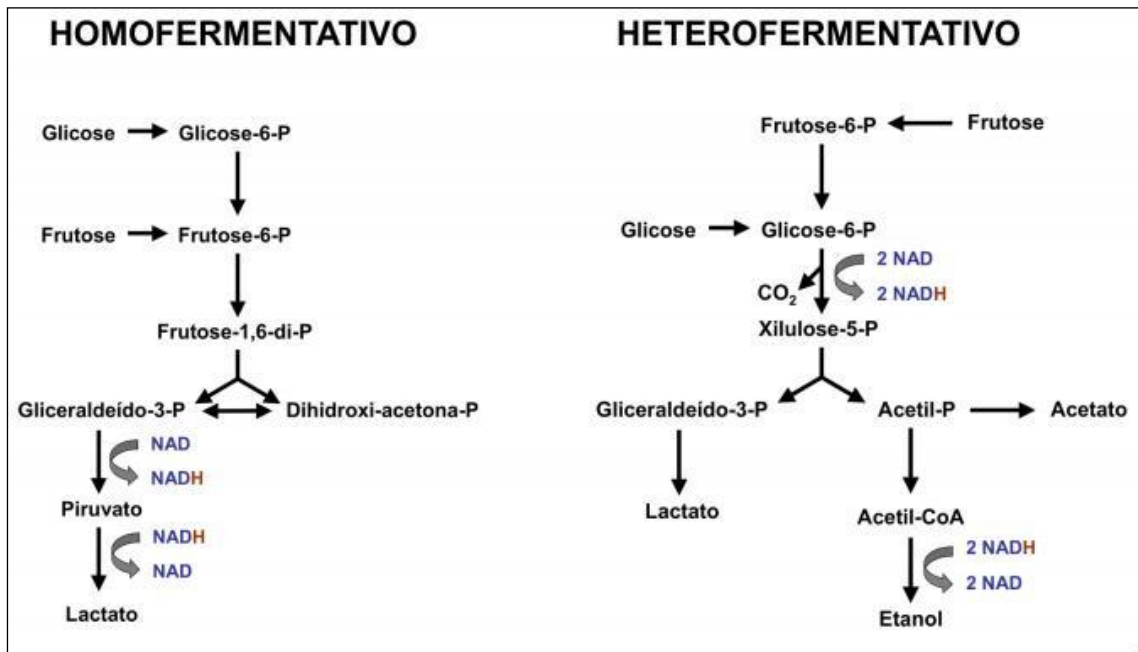 HOMOFERMENTATIVO
Glicose Glicose-6-P
Frutose Frutose-6-P
Frutose-1,6-di-P
Gliceraldeído-3-P Dihidroxi-acetona-P
NAD
NADH
Piruvato
NADH
NAD
Lactato
HETEROFERMENTATIVO
Frutose-6-P Frutose
Glicose Glicose-6-P
2 NAD
CO₂ 2 NADH
Xilulose-5-P
Gliceraldeído-3-P Acetil-P Acetato
Lactato Acetil-CoA
2 NADH
2 NAD
Etanol